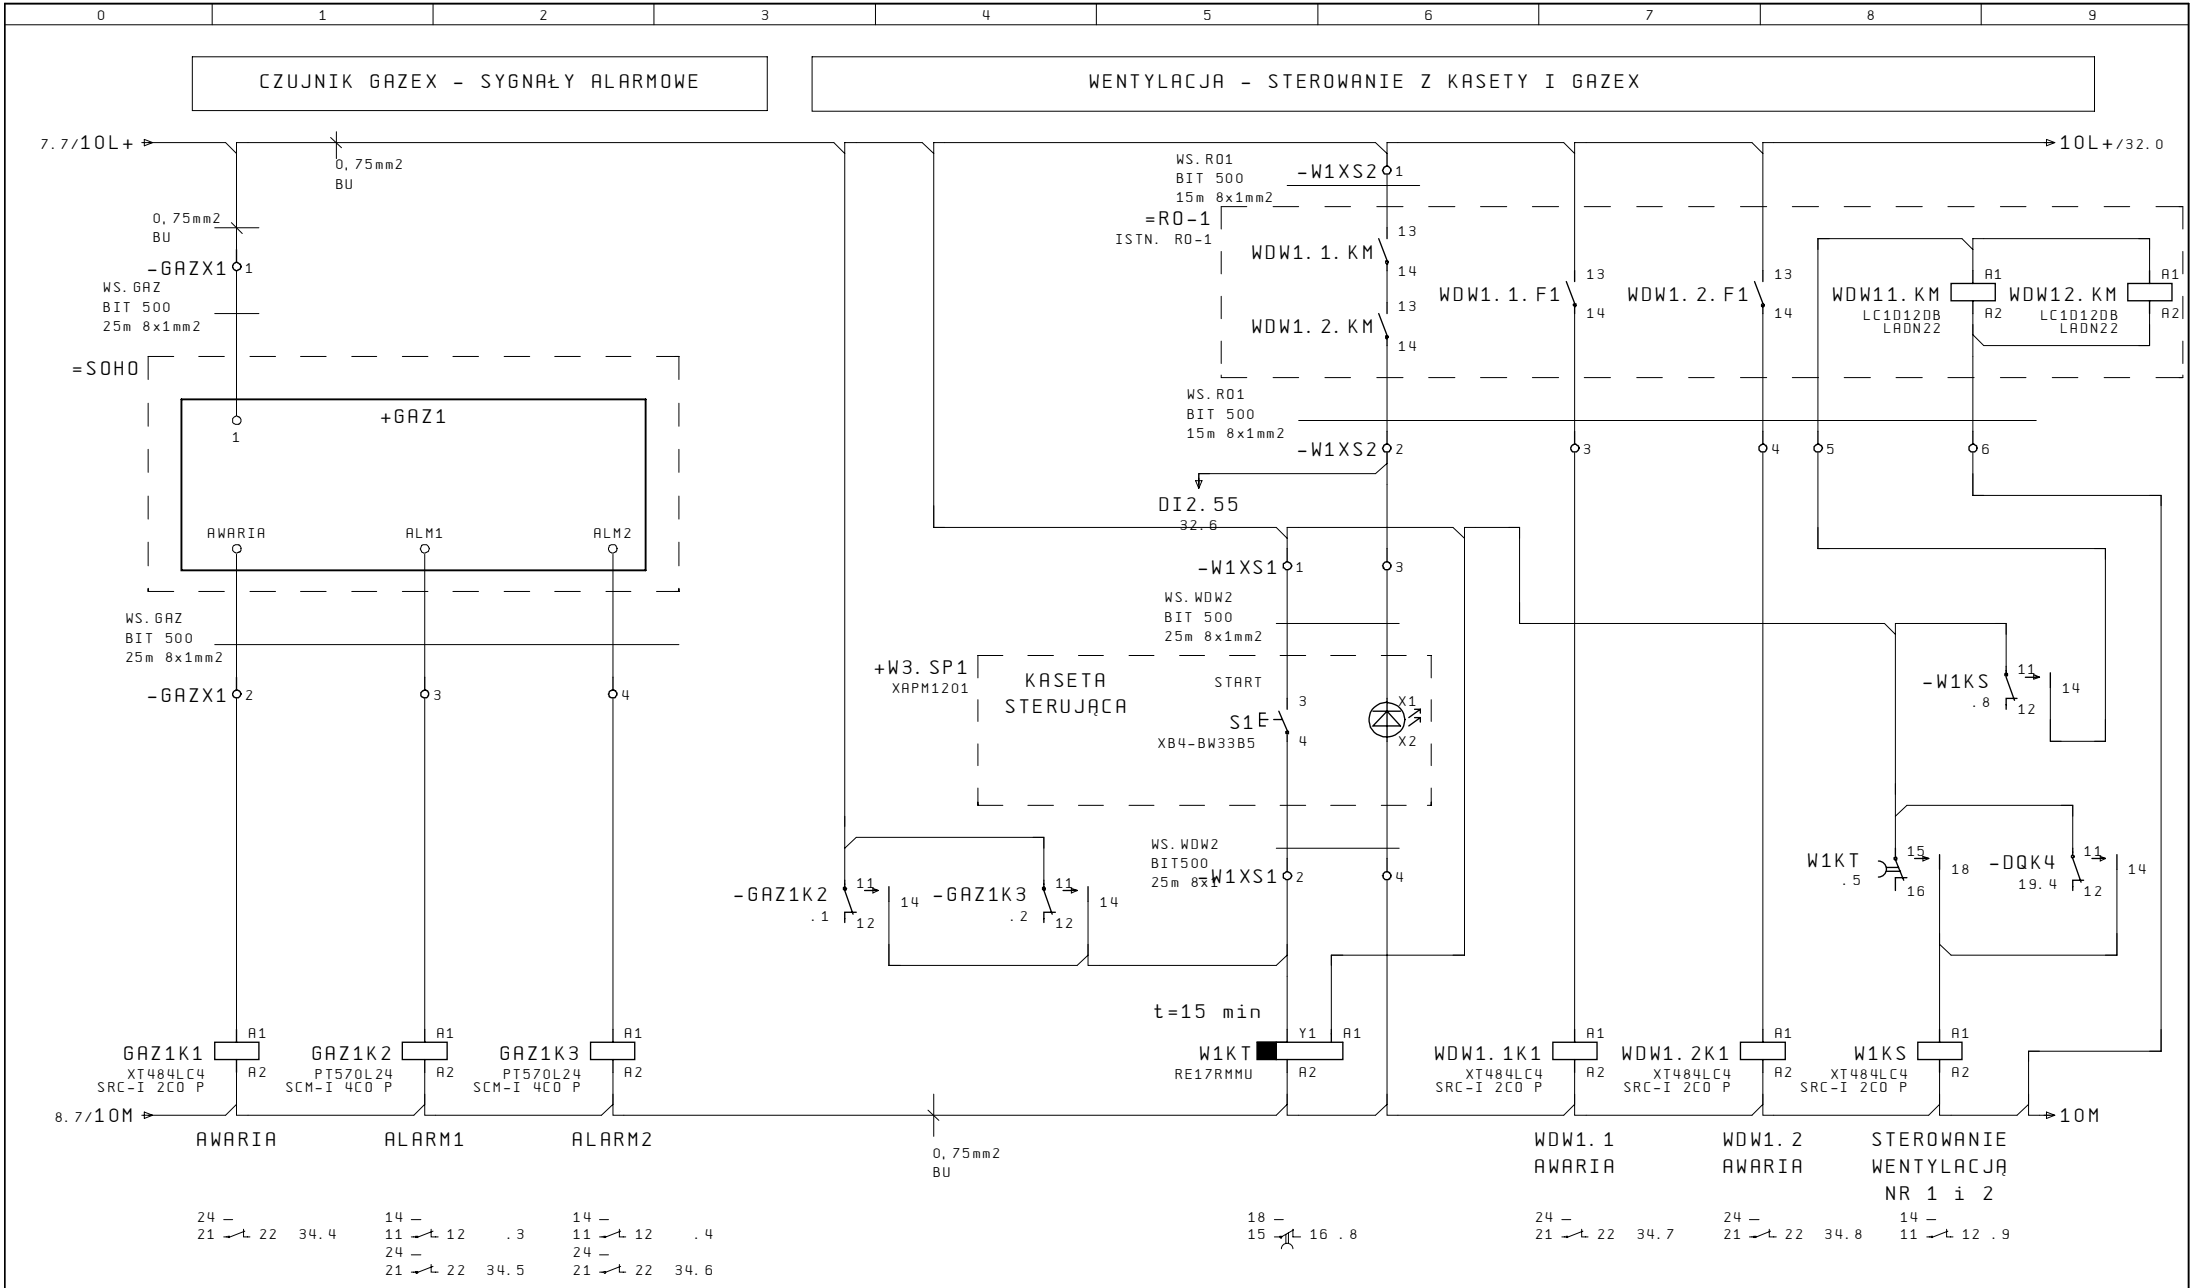 0 1 2 3 4 5 6 7 8 9
CZUJNIK GAZEX - SYGNAŁY ALARMOWE
WENTYLACJA - STEROWANIE Z KASETY I GAZEX
7.7/10L+
10L+/32.0
0,75mm2
BU
0,75mm2
BU
-GAZX1 1
WS.GAZ
BIT 500
25m 8x1mm2
=SOHO
+GAZ1
1
AWARIA
ALM1
ALM2
WS.GAZ
BIT 500
25m 8x1mm2
-GAZX1 2
3
4
WS.RO1
BIT 500
15m 8x1mm2
-W1XS2 1
=RO-1
ISTN. RO-1
WDW1.1.KM
13
14
WDW1.2.KM
13
14
WDW1.1.F1
13
14
WDW1.2.F1
13
14
WDW11.KM
LC1D12DB
LADN22
A1
A2
WDW12.KM
LC1D12DB
LADN22
A1
A2
WS.RO1
BIT 500
15m 8x1mm2
-W1XS2 2
3
4
5
6
DI2.55
32.6
-W1XS1 1
3
WS.WDW2
BIT 500
25m 8x1mm2
+W3.SP1
XAPM1201
KASETA
STERUJĄCA
START
S1
XB4-BW33B5
3
4
X1
X2
-W1KS
.8
11
12
14
WS.WDW2
BIT500
25m 8x1
-W1XS1 2
4
-GAZ1K2
.1
11
12
14
-GAZ1K3
.2
11
12
14
W1KT
.5
15
16
18
-DQK4
19.4
11
12
14
t=15 min
GAZ1K1
XT484LC4
SRC-I 2CO P
A1
A2
GAZ1K2
PT570L24
SCM-I 4CO P
A1
A2
GAZ1K3
PT570L24
SCM-I 4CO P
A1
A2
W1KT
RE17RMMU
Y1
A1
A2
WDW1.1K1
XT484LC4
SRC-I 2CO P
A1
A2
WDW1.2K1
XT484LC4
SRC-I 2CO P
A1
A2
W1KS
XT484LC4
SRC-I 2CO P
A1
A2
8.7/10M
10M
0,75mm2
BU
AWARIA
ALARM1
ALARM2
WDW1.1
AWARIA
WDW1.2
AWARIA
STEROWANIE
WENTYLACJĄ
NR 1 i 2
24
21 22 34.4
14
11 12 .3
24
21 22 34.5
14
11 12 .4
24
21 22 34.6
18
15 16 .8
24
21 22 34.7
24
21 22 34.8
14
11 12 .9